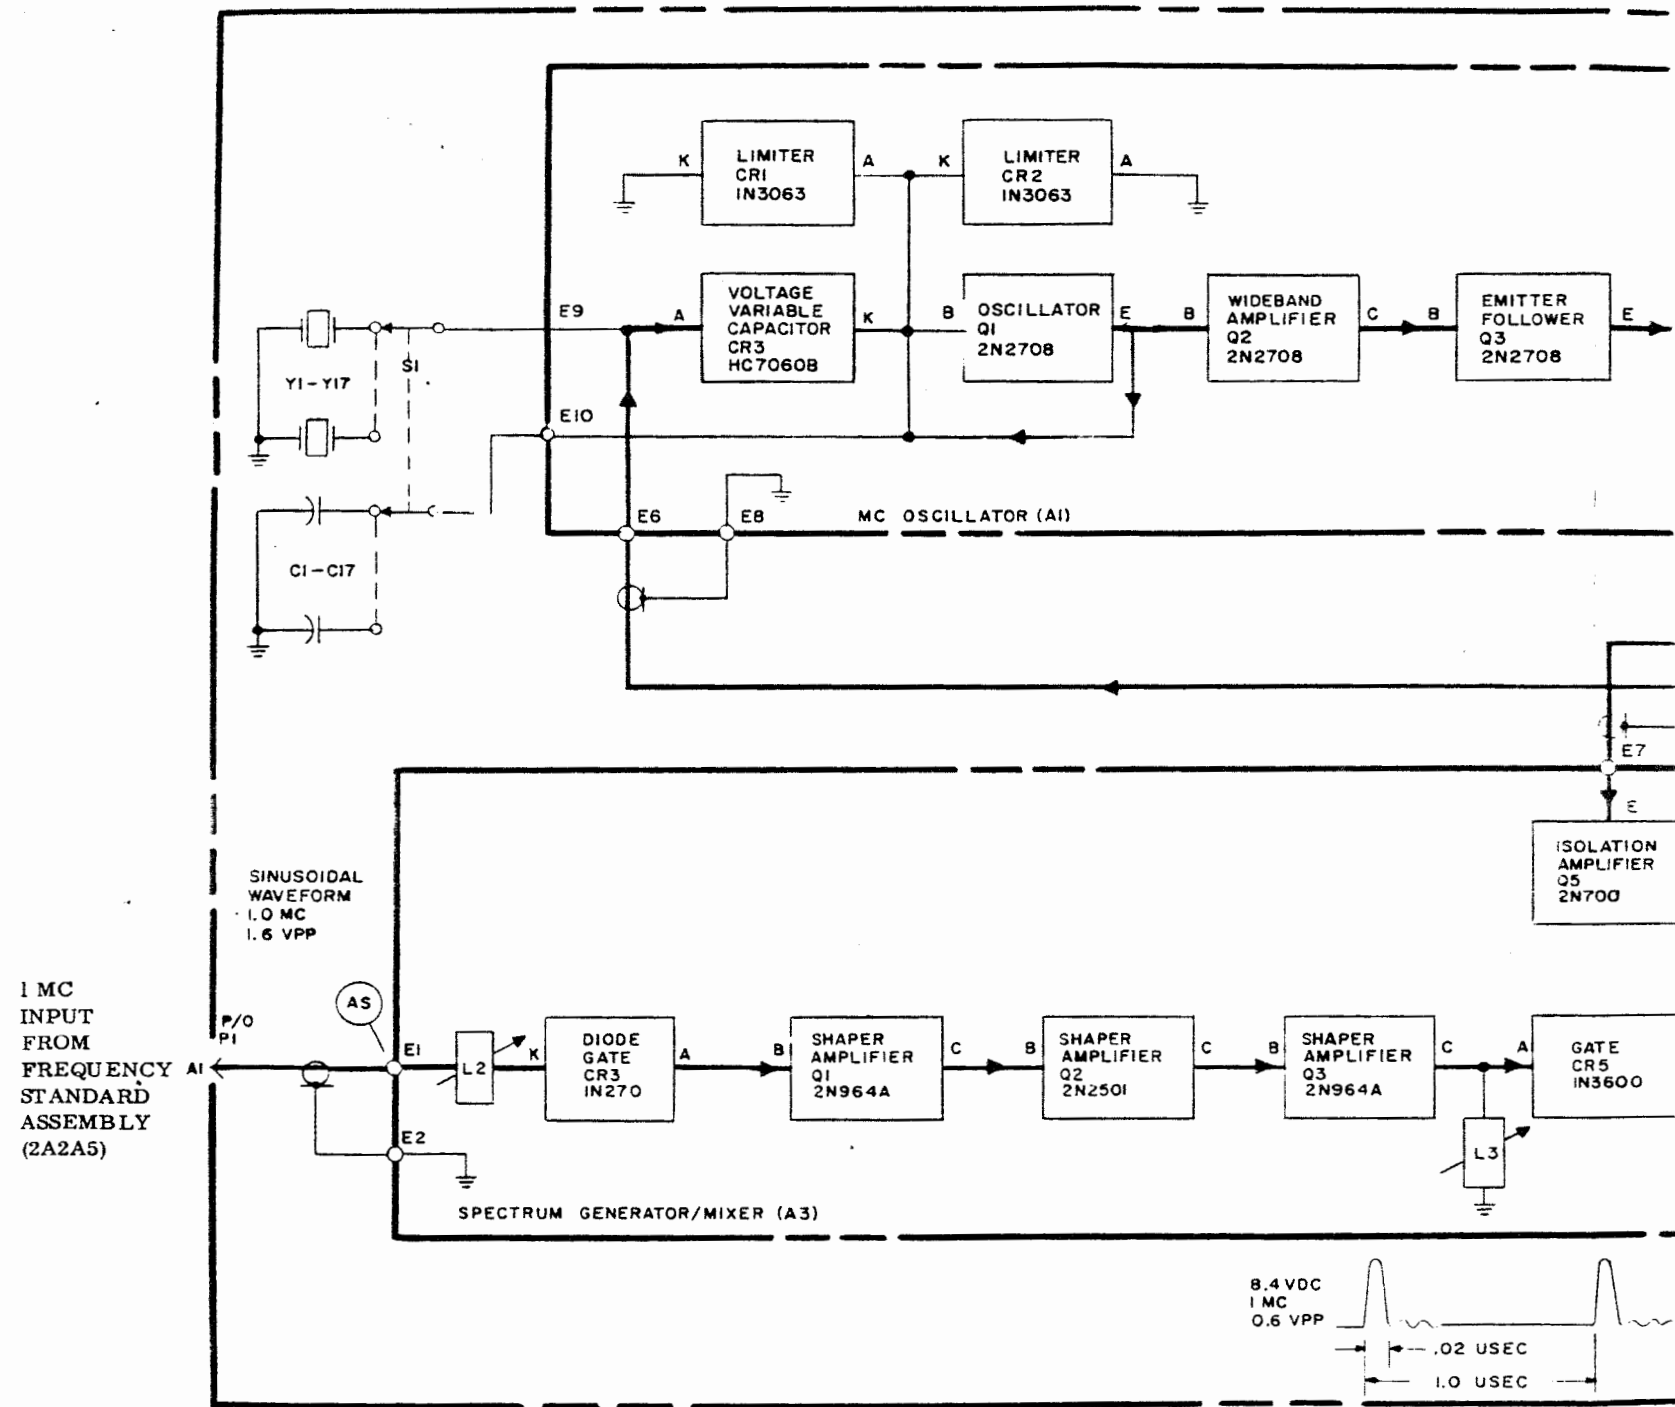 K
LIMITER
CR1
1N3063
A
K
LIMITER
CR2
1N3063
A
E9
A
VOLTAGE
VARIABLE
CAPACITOR
CR3
HC7060B
K
B
OSCILLATOR
Q1
2N2708
E
B
WIDEBAND
AMPLIFIER
Q2
2N2708
C
B
EMITTER
FOLLOWER
Q3
2N2708
E
S1
Y1-Y17
E10
E6
E8
MC OSCILLATOR (A1)
C1-C17
E7
E
ISOLATION
AMPLIFIER
Q5
2N700
SINUSOIDAL
WAVEFORM
1.0 MC
1.6 VPP
1 MC
INPUT
FROM
FREQUENCY
STANDARD
ASSEMBLY
(2A2A5)
A1
P/O
P1
AS
E1
L2
K
DIODE
GATE
CR3
1N270
A
B
SHAPER
AMPLIFIER
Q1
2N964A
C
B
SHAPER
AMPLIFIER
Q2
2N2501
C
B
SHAPER
AMPLIFIER
Q3
2N964A
C
A
GATE
CR5
1N3600
E2
L3
SPECTRUM GENERATOR/MIXER (A3)
8.4 VDC
1 MC
0.6 VPP
.02 USEC
1.0 USEC